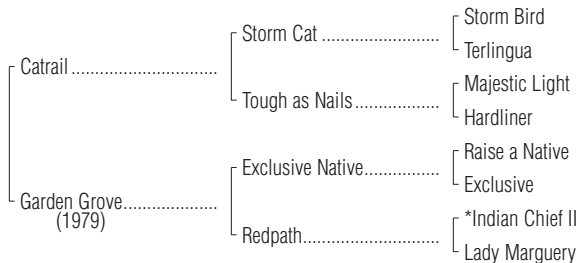 Storm Bird
Storm Cat ........................
Terlingua
Catrail ..............................
Majestic Light
Tough as Nails .................
Hardliner
Raise a Native
Exclusive Native ...............
Exclusive
Garden Grove ...................
(1979)
*Indian Chief II
Redpath ...........................
Lady Marguery